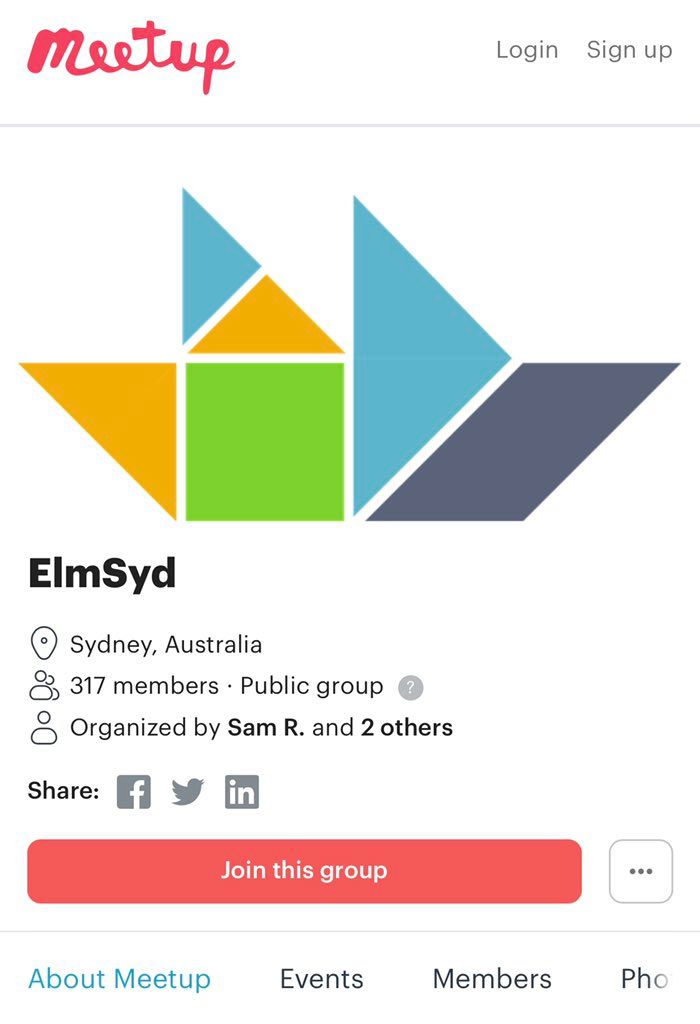 Meetup
Login Sign up
ElmSyd
Sydney, Australia
317 members · Public group ?
Organized by Sam R. and 2 others
Share: f in
Join this group
About Meetup Events Members Pho